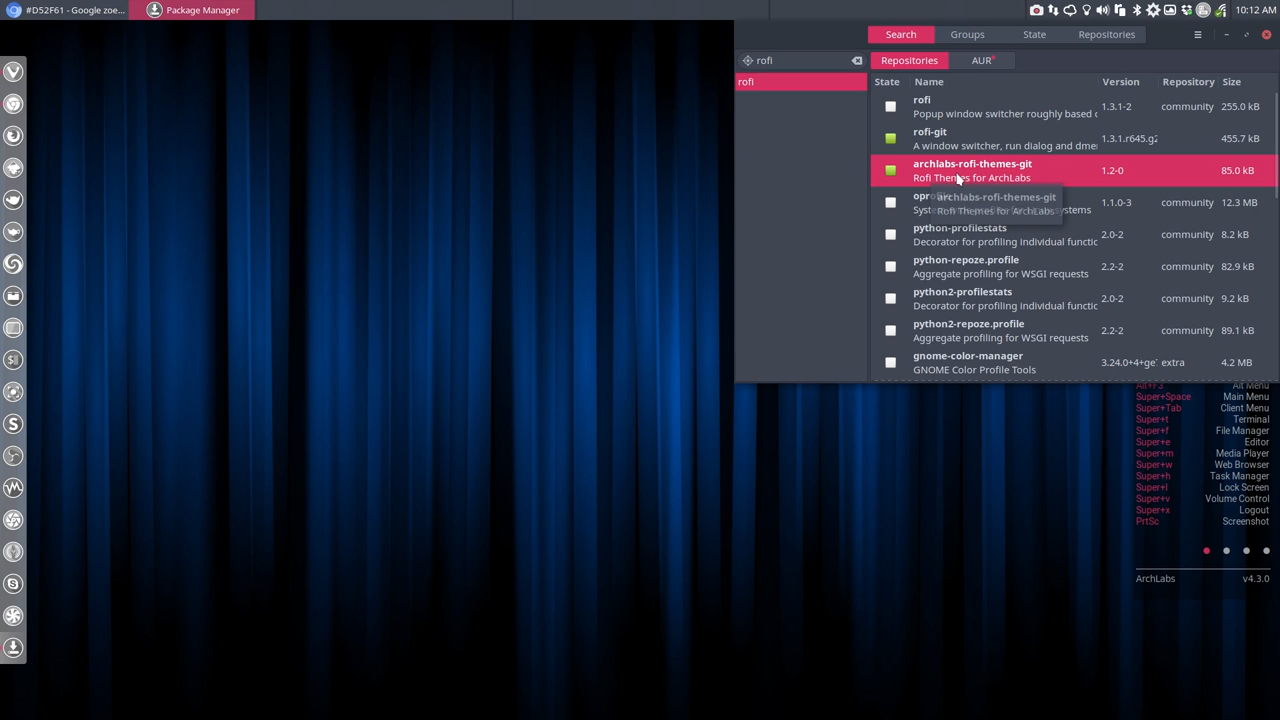 #D52F61 - Google zoe...
Package Manager
10:12 AM
Search
Groups
State
Repositories
rofi
Repositories
AUR
rofi
State
Name
Version
Repository
Size
rofi
Popup window switcher roughly based
1.3.1-2
community
255.0 kB
rofi-git
A window switcher, run dialog and
1.3.1.r645.g2
455.7 kB
archlabs-rofi-themes-git
Rofi Themes for ArchLabs
1.2-0
85.0 kB
archlabs-rofi-themes-git
Rofi Themes for ArchLabs
1.1.0-3
community
12.3 MB
python-profilestats
Decorator for profiling individual
2.0-2
community
8.2 kB
python-repoze.profile
Aggregate profiling for WSGI requests
2.2-2
community
82.9 kB
python2-profilestats
Decorator for profiling individual
2.0-2
community
9.2 kB
python2-repoze.profile
Aggregate profiling for WSGI requests
2.2-2
community
89.1 kB
gnome-color-manager
GNOME Color Profile Tools
3.24.0+4+ge
extra
4.2 MB
Alt+F3 Alt Menu
Super+Space Main Menu
Super+Tab Client Menu
Super+t Terminal
Super+f File Manager
Super+e Editor
Super+m Media Player
Super+w Web Browser
Super+h Task Manager
Super+l Lock Screen
Super+v Volume Control
Super+x Logout
PrtSc Screenshot
ArchLabs v4.3.0